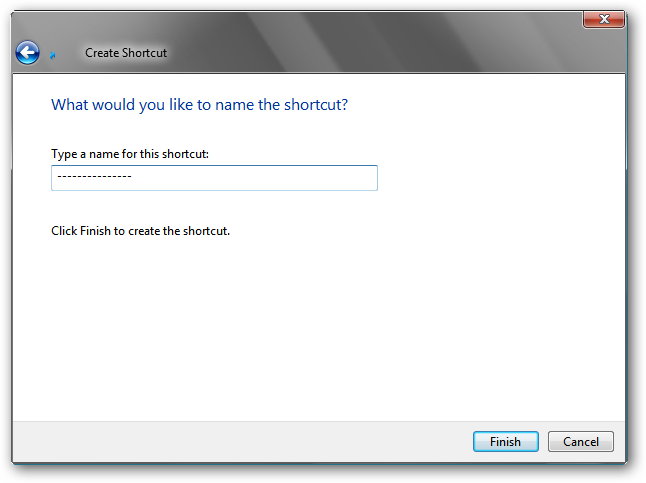 Create Shortcut
What would you like to name the shortcut?
Type a name for this shortcut:
---------------
Click Finish to create the shortcut.
Finish
Cancel